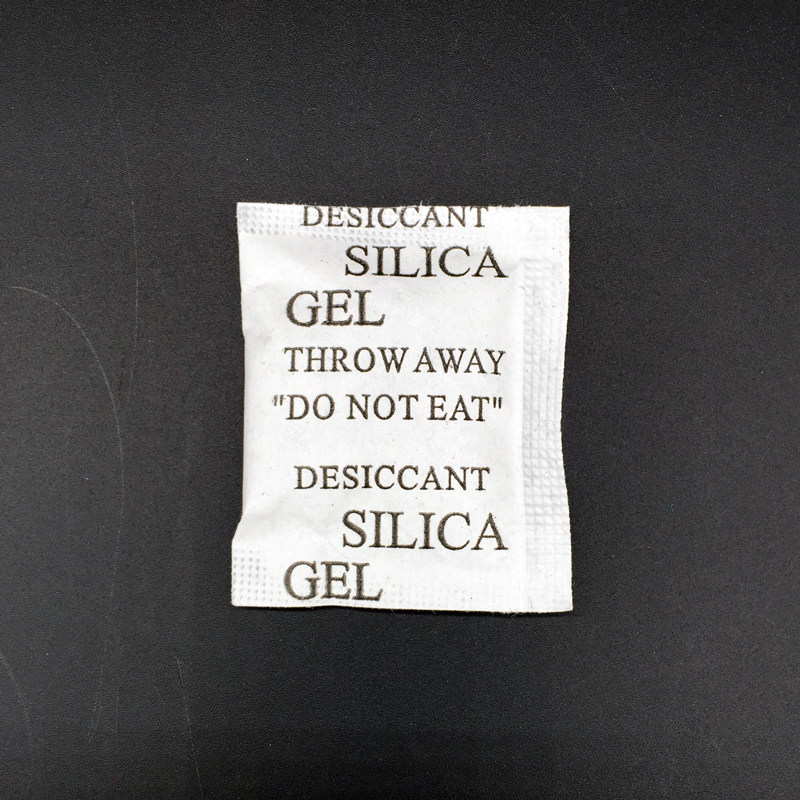 DESICCANT
SILICA
GEL
THROW AWAY
"DO NOT EAT"
DESICCANT
SILICA
GEL